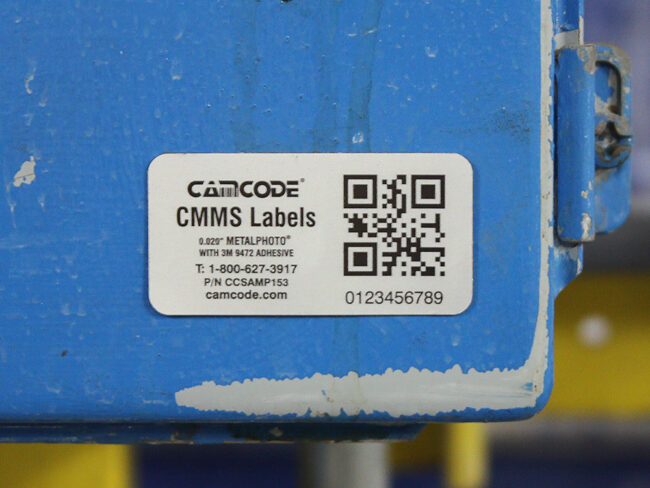 CAMCODE®
CMMS Labels
0.020" METALPHOTO®
WITH 3M 9472 ADHESIVE
T: 1-800-627-3917
P/N CCSAMP153
camcode.com
0123456789